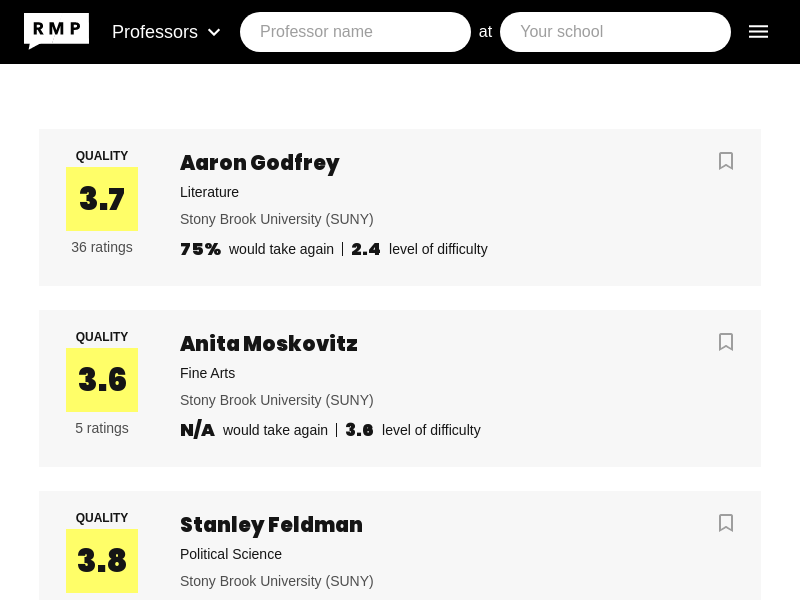 RMP Professors Professor name at Your school
QUALITY
3.7
36 ratings
Aaron Godfrey
Literature
Stony Brook University (SUNY)
75% would take again | 2.4 level of difficulty
QUALITY
3.6
5 ratings
Anita Moskovitz
Fine Arts
Stony Brook University (SUNY)
N/A would take again | 3.6 level of difficulty
QUALITY
3.8
Stanley Feldman
Political Science
Stony Brook University (SUNY)